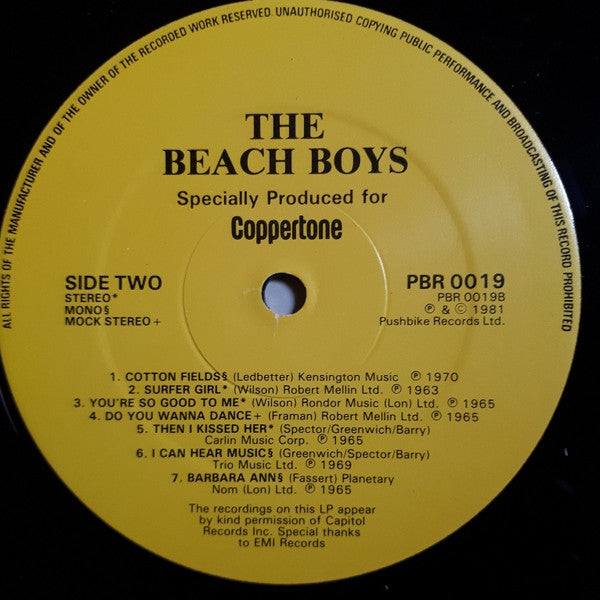 ALL RIGHTS OF THE MANUFACTURER AND OF THE OWNER OF THE RECORDED WORK RESERVED. UNAUTHORISED COPYING PUBLIC PERFORMANCE AND BROADCASTING OF THIS RECORD PROHIBITED
THE
BEACH BOYS
Specially Produced for
Coppertone
SIDE TWO
STEREO*
MONO§
MOCK STEREO+
PBR 0019
PBR 0019B
℗ & © 1981
Pushbike Records Ltd.
1. COTTON FIELDS§ (Ledbetter) Kensington Music ℗ 1970
2. SURFER GIRL* (Wilson) Robert Mellin Ltd. ℗ 1963
3. YOU'RE SO GOOD TO ME* (Wilson) Rondor Music (Lon) Ltd. ℗ 1965
4. DO YOU WANNA DANCE+ (Framan) Robert Mellin Ltd. ℗ 1965
5. THEN I KISSED HER* (Spector/Greenwich/Barry)
Carlin Music Corp. ℗ 1965
6. I CAN HEAR MUSIC§ (Greenwich/Spector/Barry)
Trio Music Ltd. ℗ 1969
7. BARBARA ANN§ (Fassert) Planetary
Nom (Lon) Ltd. ℗ 1965
The recordings on this LP appear
by kind permission of Capitol
Records Inc. Special thanks
to EMI Records